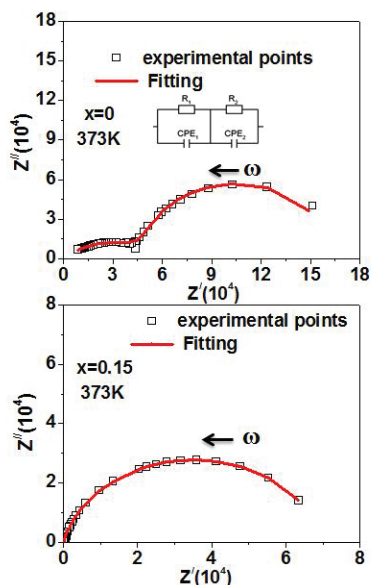 18
15
12
9
6
3
0
Z//(10⁴)
experimental points
Fitting
x=0
373K
R₁ R₂
CPE₁ CPE₂
ω
0 3 6 9 12 15 18
Z/(10⁴)
8
6
4
2
0
Z//(10⁴)
experimental points
Fitting
x=0.15
373K
ω
0 2 4 6 8
Z/(10⁴)